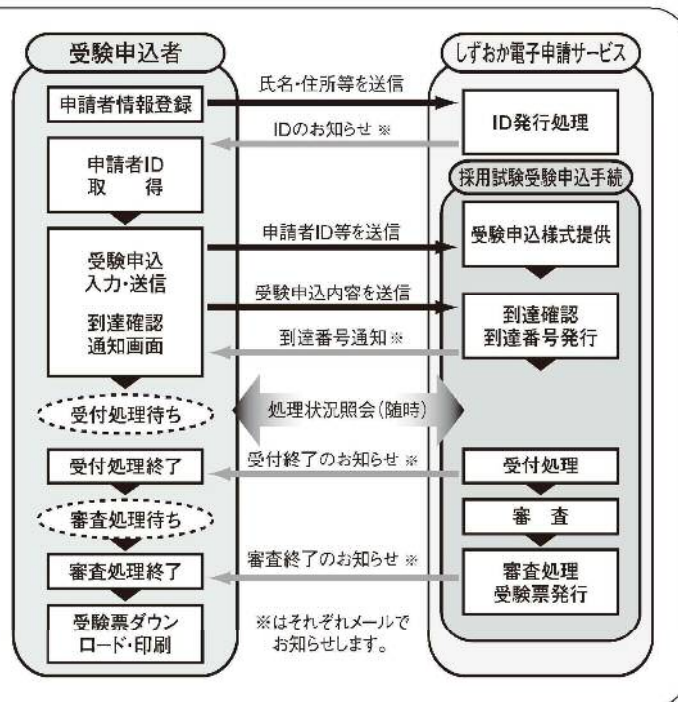 受験申込者
しずおか電子申請サービス
申請者情報登録
氏名・住所等を送信
ID発行処理
IDのお知らせ ※
申請者ID
取　得
採用試験受験申込手続
申請者ID等を送信
受験申込様式提供
受験申込
入力・送信
受験申込内容を送信
到達確認
通知画面
到達確認
到達番号発行
到達番号通知 ※
受付処理待ち
処理状況照会(随時)
受付処理終了
受付終了のお知らせ ※
受付処理
審査処理待ち
審　査
審査処理終了
審査終了のお知らせ ※
審査処理
受験票発行
受験票ダウン
ロード・印刷
※はそれぞれメールで
お知らせします。